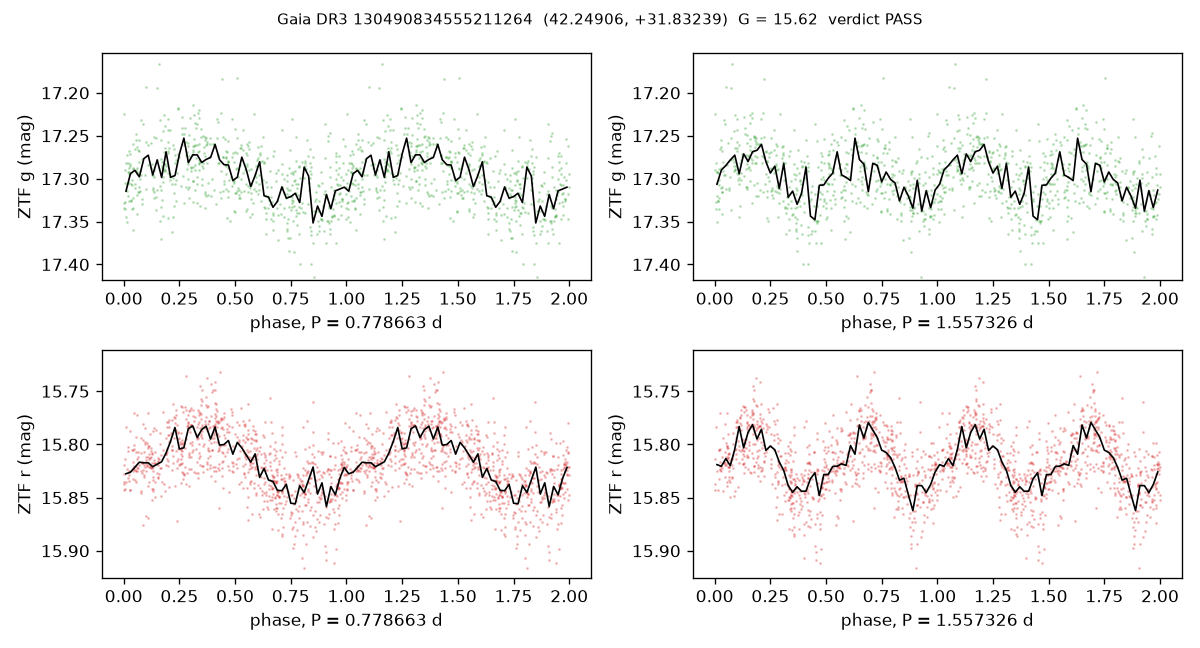 Gaia DR3 130490834555211264  (42.24906, +31.83239)  G = 15.62  verdict PASS
ZTF g (mag)
17.20
17.25
17.30
17.35
17.40
0.00 0.25 0.50 0.75 1.00 1.25 1.50 1.75 2.00
phase, P = 0.778663 d
ZTF g (mag)
17.20
17.25
17.30
17.35
17.40
0.00 0.25 0.50 0.75 1.00 1.25 1.50 1.75 2.00
phase, P = 1.557326 d
ZTF r (mag)
15.75
15.80
15.85
15.90
0.00 0.25 0.50 0.75 1.00 1.25 1.50 1.75 2.00
phase, P = 0.778663 d
ZTF r (mag)
15.75
15.80
15.85
15.90
0.00 0.25 0.50 0.75 1.00 1.25 1.50 1.75 2.00
phase, P = 1.557326 d